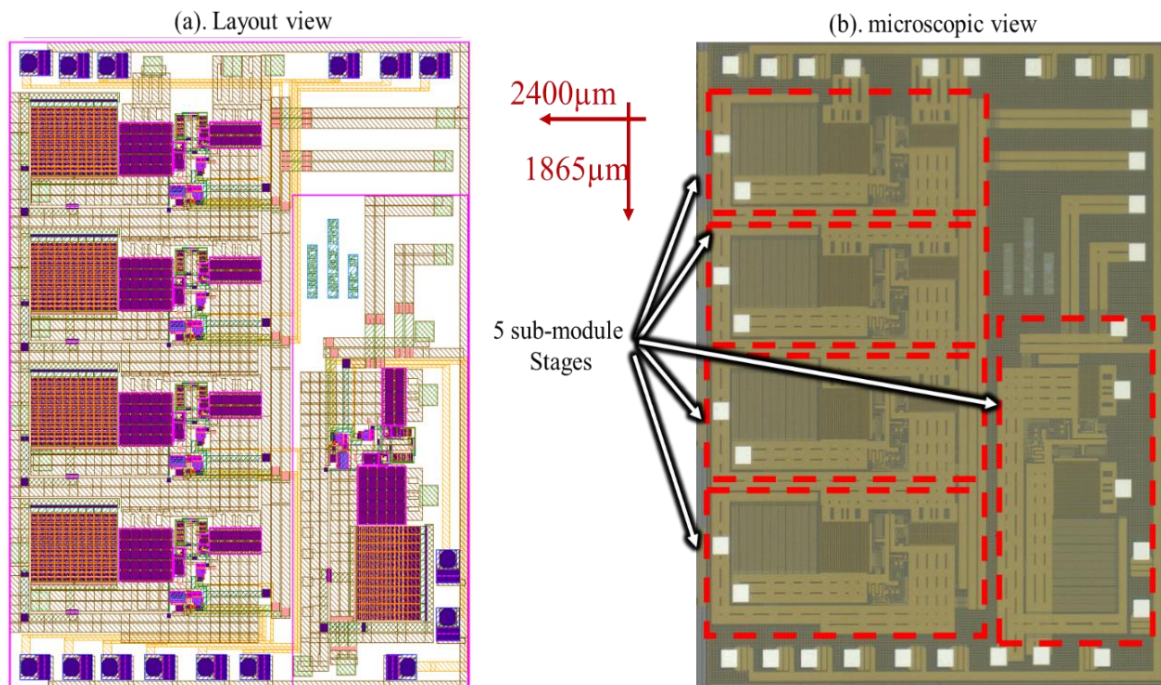 (a). Layout view
(b). microscopic view
2400µm
1865µm
5 sub-module
Stages